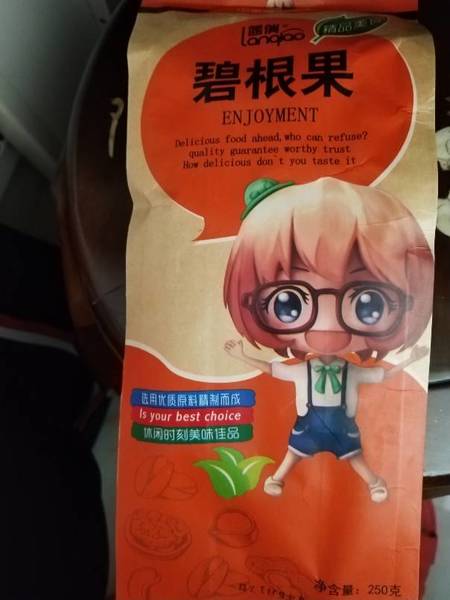 Lanqiao
精品美食
碧根果
ENJOYMENT
Delicious food ahead,who can refuse?
quality guarantee worthy trust
How delicious don`t you taste it
选用优质原料精制而成
Is your best choice
休闲时刻美味佳品
净含量: 250克